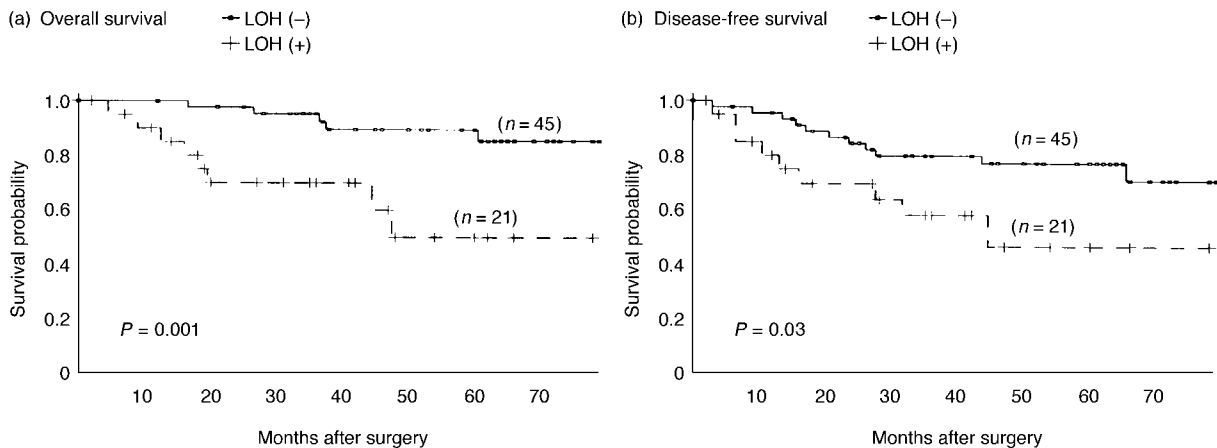 (a) Overall survival
LOH (–)
LOH (+)
Survival probability
1.0
0.8
0.6
0.4
0.2
0
(n = 45)
(n = 21)
P = 0.001
10 20 30 40 50 60 70
Months after surgery
(b) Disease-free survival
LOH (–)
LOH (+)
Survival probability
1.0
0.8
0.6
0.4
0.2
0
(n = 45)
(n = 21)
P = 0.03
10 20 30 40 50 60 70
Months after surgery